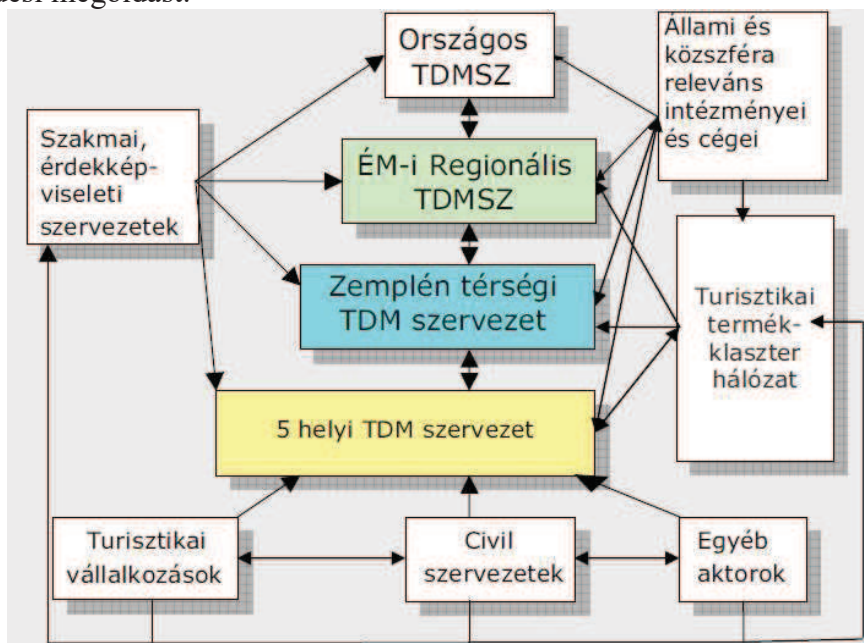 megoldást.
Országos
TDMSZ
Állami és
közszféra
releváns
intézményei
és cégei
Szakmai,
érdekkép-
viseleti
szervezetek
ÉM-i Regionális
TDMSZ
Zemplén térségi
TDM szervezet
Turisztikai
termék-
klaszter
hálózat
5 helyi TDM szervezet
Turisztikai
vállalkozások
Civil
szervezetek
Egyéb
aktorok